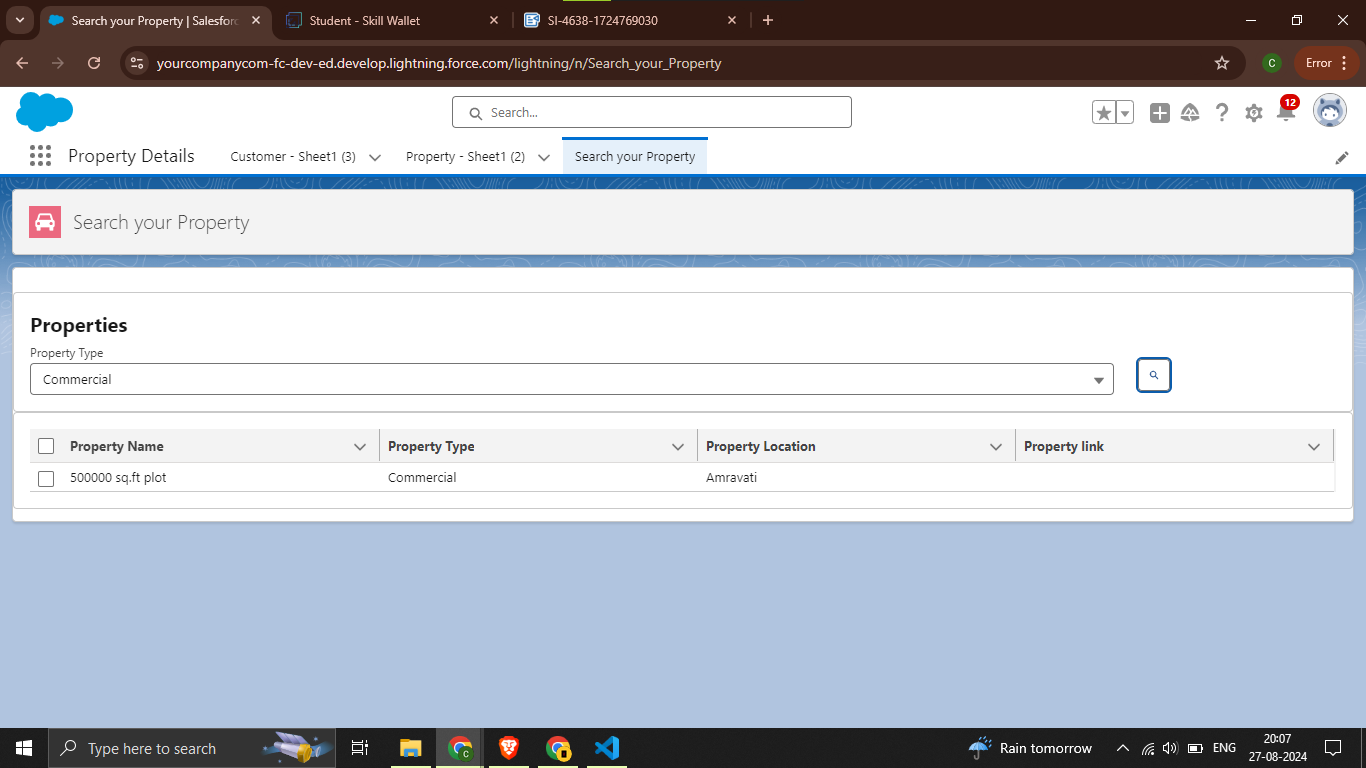 Search your Property | Salesforc
Student - Skill Wallet
SI-4638-1724769030
yourcompanycom-fc-dev-ed.develop.lightning.force.com/lightning/n/Search_your_Property
C
Error
Search...
12
Property Details
Customer - Sheet1 (3)
Property - Sheet1 (2)
Search your Property
Search your Property
Properties
Property Type
Commercial
Property Name
Property Type
Property Location
Property link
500000 sq.ft plot
Commercial
Amravati
Type here to search
C
Rain tomorrow
ENG
20:07
27-08-2024